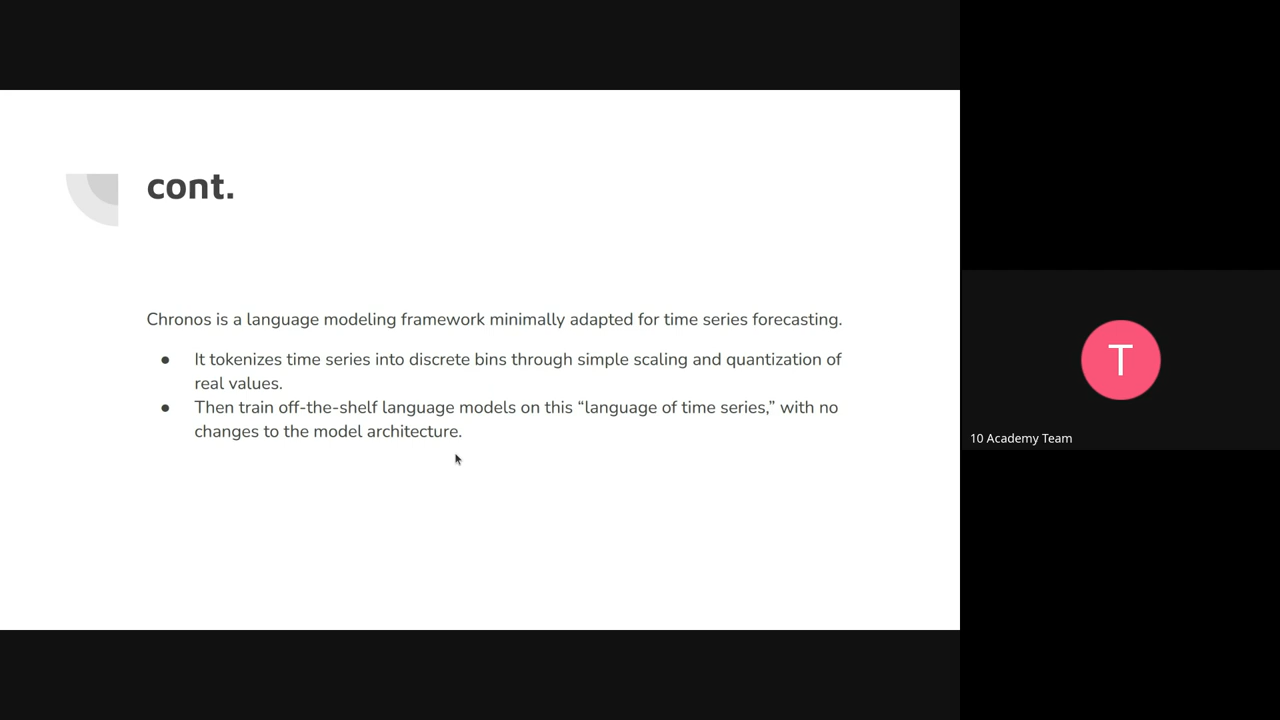 cont.
Chronos is a language modeling framework minimally adapted for time series forecasting.
● It tokenizes time series into discrete bins through simple scaling and quantization of
real values.
● Then train off-the-shelf language models on this “language of time series,” with no
changes to the model architecture.
T
10 Academy Team